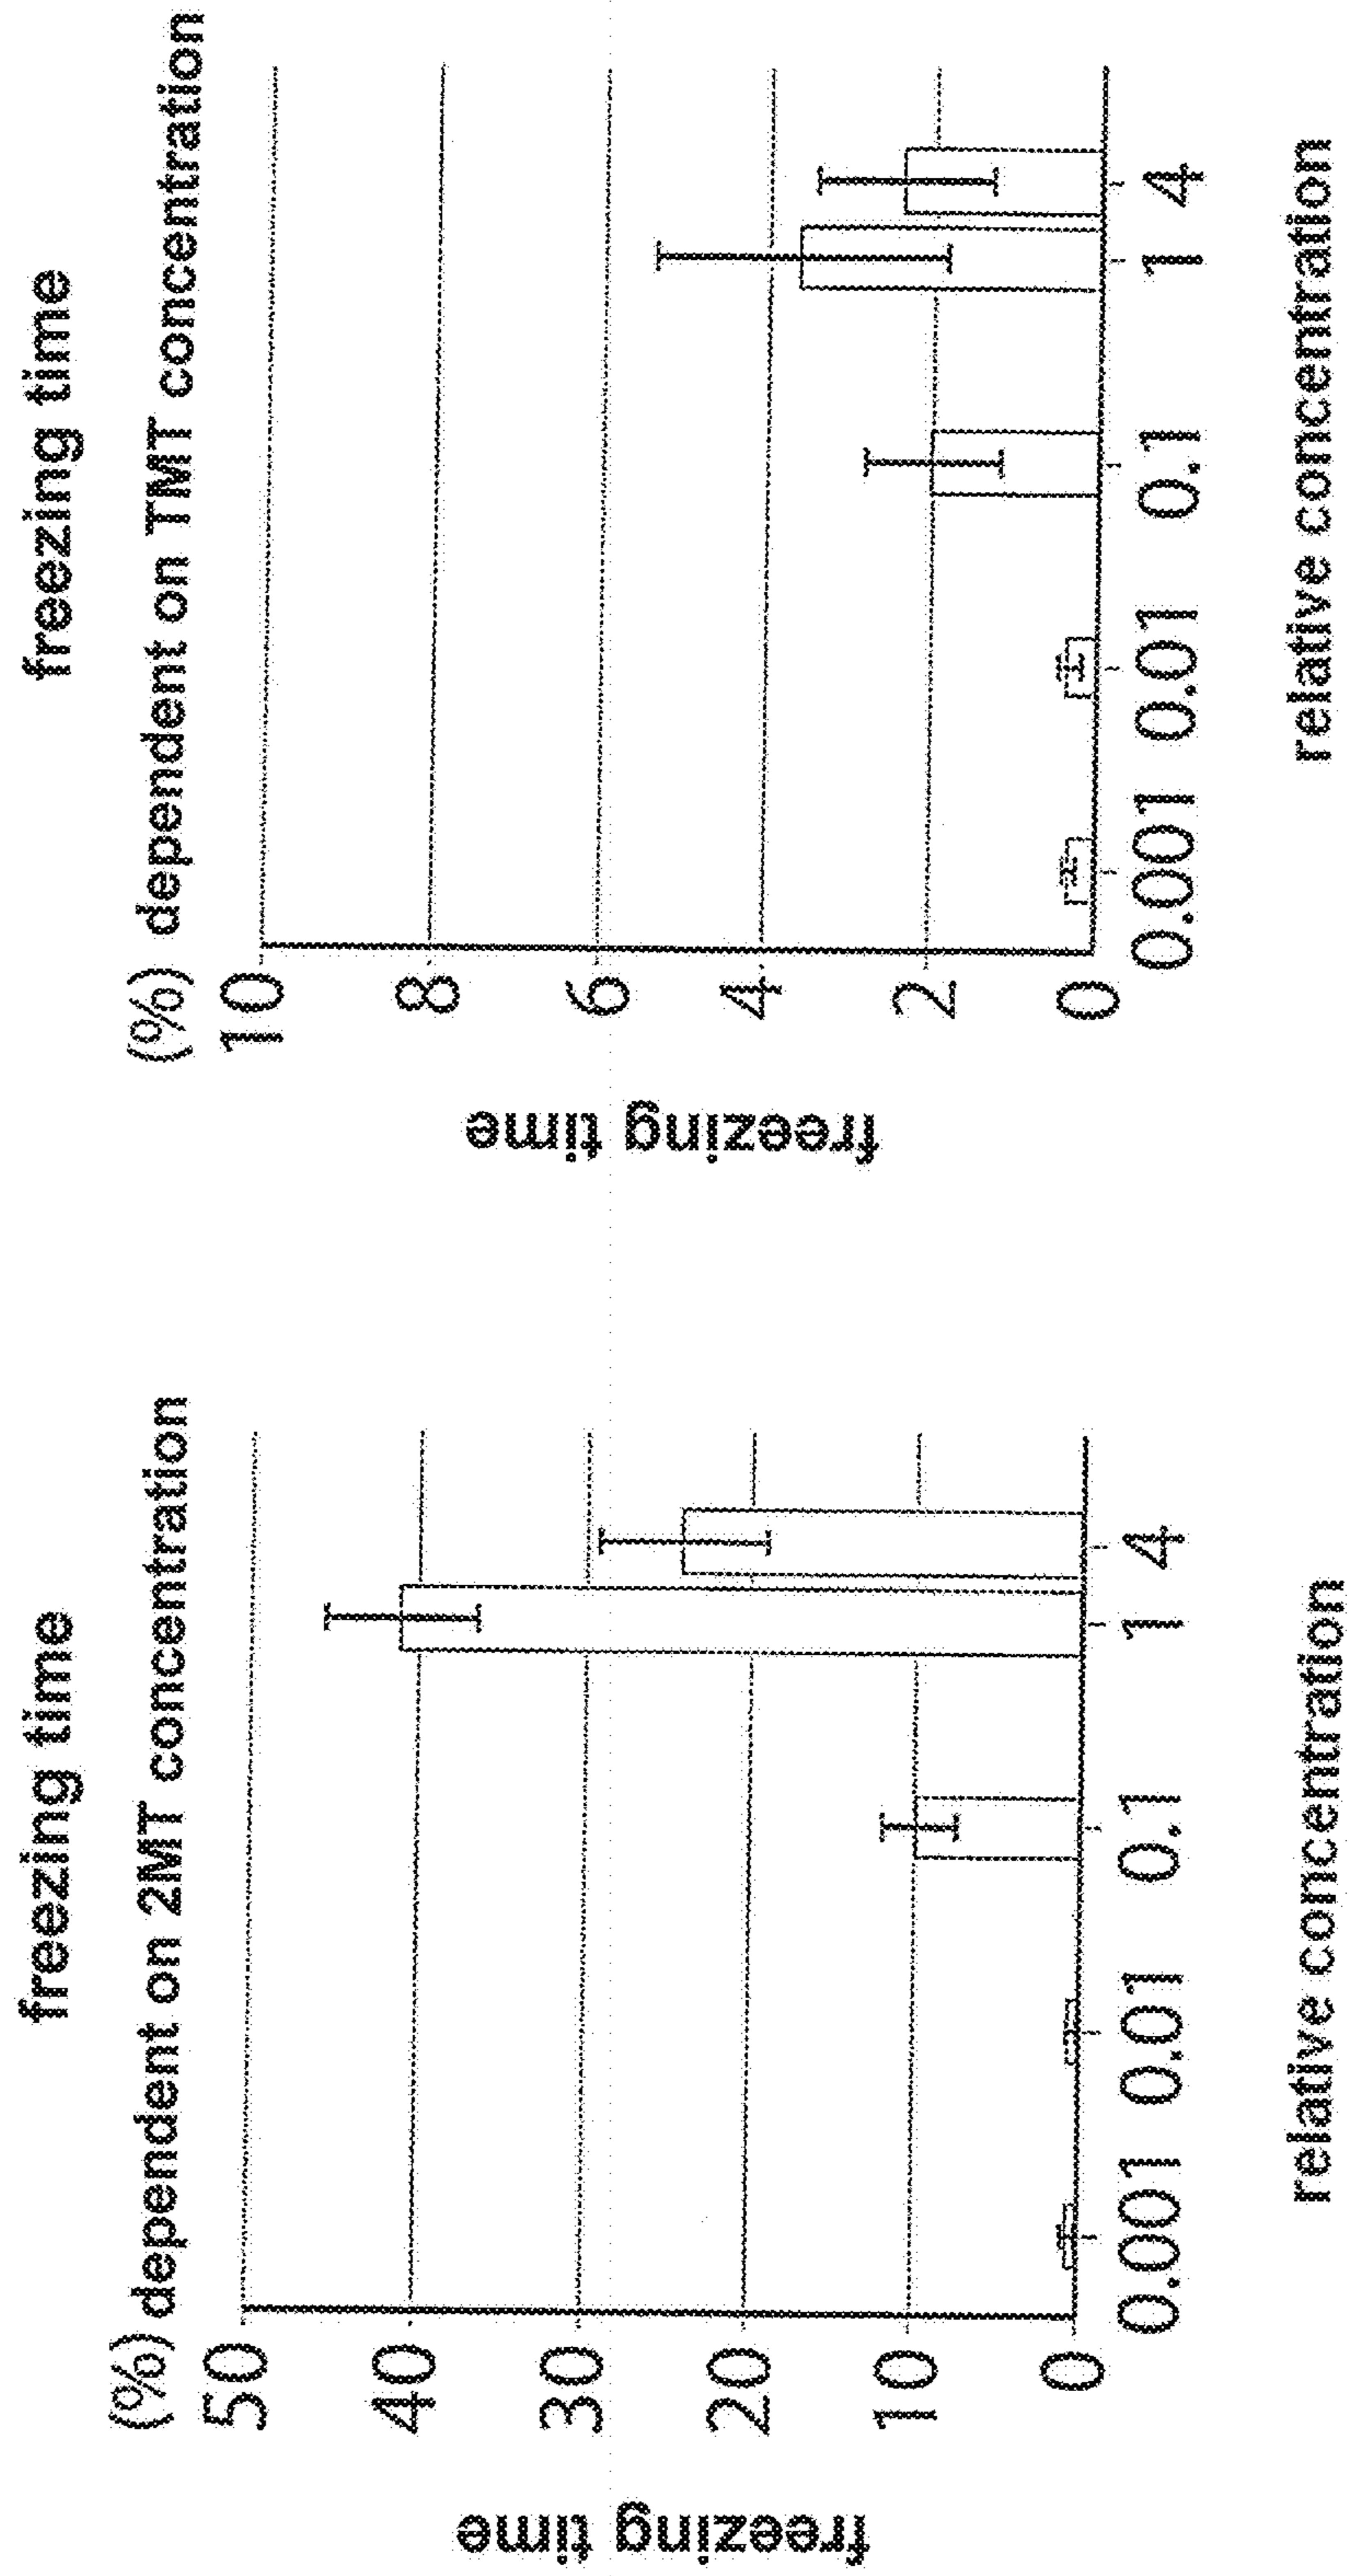 freezing time
(%) dependent on 2MT concentration
50
40
30
20
10
0
freezing time
0.001 0.01 0.1 1 4
relative concentration
freezing time
(%) dependent on TMT concentration
10
8
6
4
2
0
freezing time
0.001 0.01 0.1 1 4
relative concentration